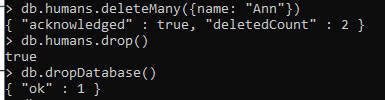 > db.humans.deleteMany({name: "Ann"})
{ "acknowledged" : true, "deletedCount" : 2 }
> db.humans.drop()
true
> db.dropDatabase()
{ "ok" : 1 }